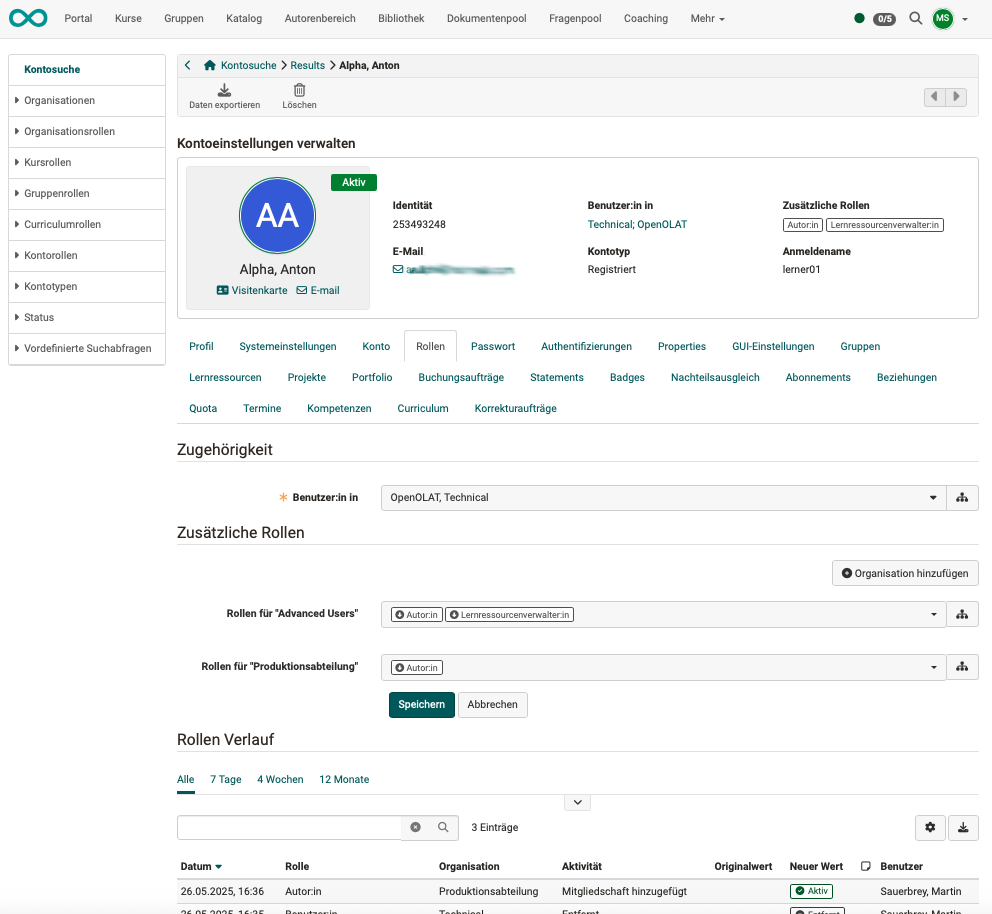 Portal Kurse Gruppen Katalog Autorenbereich Bibliothek Dokumentenpool Fragenpool Coaching Mehr 0/5 MS
Kontosuche
Organisationen
Organisationsrollen
Kursrollen
Gruppenrollen
Curriculumrollen
Kontorollen
Kontotypen
Status
Vordefinierte Suchabfragen
Kontosuche Results Alpha, Anton
Daten exportieren Löschen
Kontoeinstellungen verwalten
Aktiv
AA
Alpha, Anton
Visitenkarte E-mail
Identität Benutzer:in in Zusätzliche Rollen
253493248 Technical; OpenOLAT Autor:in Lernressourcenverwalter:in
E-Mail Kontotyp Anmeldename
Registriert lerner01
Profil Systemeinstellungen Konto Rollen Passwort Authentifizierungen Properties GUI-Einstellungen Gruppen
Lernressourcen Projekte Portfolio Buchungsaufträge Statements Badges Nachteilsausgleich Abonnements Beziehungen
Quota Termine Kompetenzen Curriculum Korrekturaufträge
Zugehörigkeit
Benutzer:in in OpenOLAT, Technical
Zusätzliche Rollen
Organisation hinzufügen
Rollen für "Advanced Users" Autor:in Lernressourcenverwalter:in
Rollen für "Produktionsabteilung" Autor:in
Speichern Abbrechen
Rollen Verlauf
Alle 7 Tage 4 Wochen 12 Monate
3 Einträge
Datum Rolle Organisation Aktivität Originalwert Neuer Wert Benutzer
26.05.2025, 16:36 Autor:in Produktionsabteilung Mitgliedschaft hinzugefügt Aktiv Sauerbrey, Martin
26.05.2025, 16:35 Benutzer:in Technical Entfernt Entfernt Sauerbrey, Martin